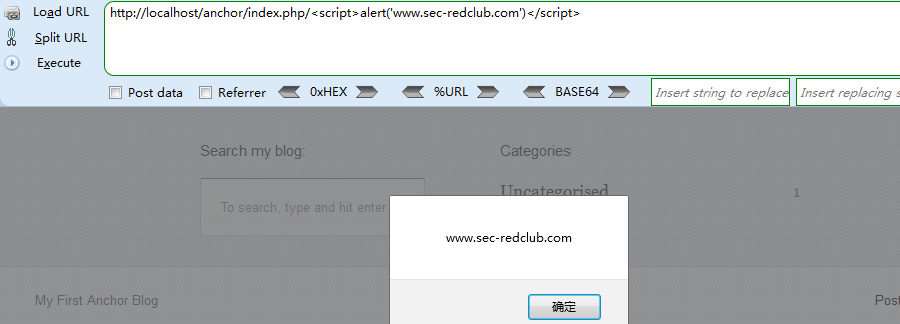 Load URL
http://localhost/anchor/index.php/<script>alert('www.sec-redclub.com')</script>
Split URL
Execute
Post data Referrer 0xHEX %URL BASE64 Insert string to replace Insert replacing s
Search my blog: Categories
Uncategorised 1
To search, type and hit enter
www.sec-redclub.com
My First Anchor Blog Post
确定